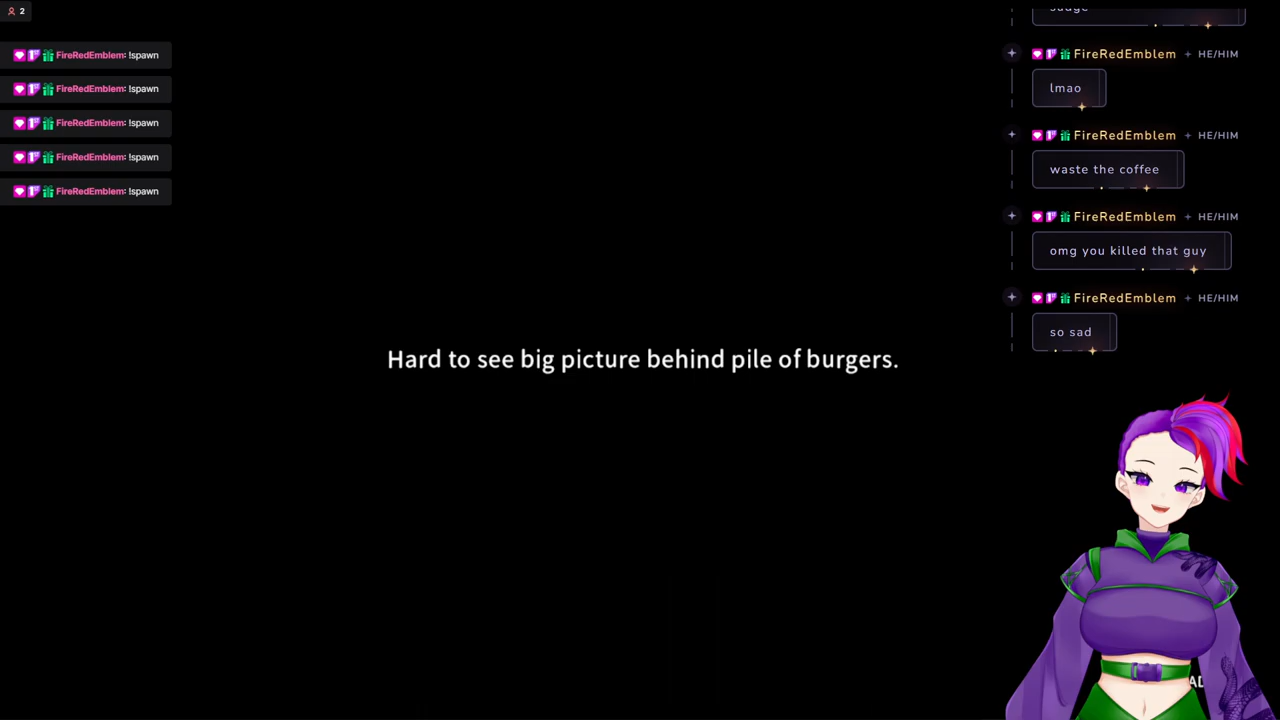 2
FireRedEmblem: !spawn
FireRedEmblem: !spawn
FireRedEmblem: !spawn
FireRedEmblem: !spawn
FireRedEmblem: !spawn
Hard to see big picture behind pile of burgers.
FireRedEmblem HE/HIM
lmao
FireRedEmblem HE/HIM
waste the coffee
FireRedEmblem HE/HIM
omg you killed that guy
FireRedEmblem HE/HIM
so sad